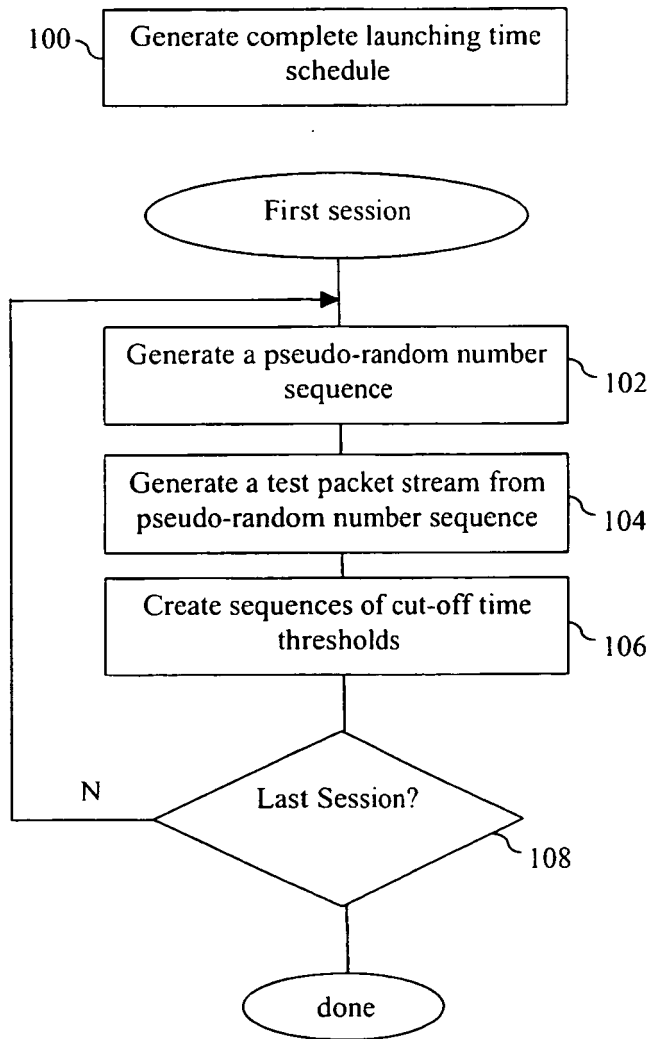 100
Generate complete launching time
schedule
First session
Generate a pseudo-random number
sequence
102
Generate a test packet stream from
pseudo-random number sequence
104
Create sequences of cut-off time
thresholds
106
N
Last Session?
108
done